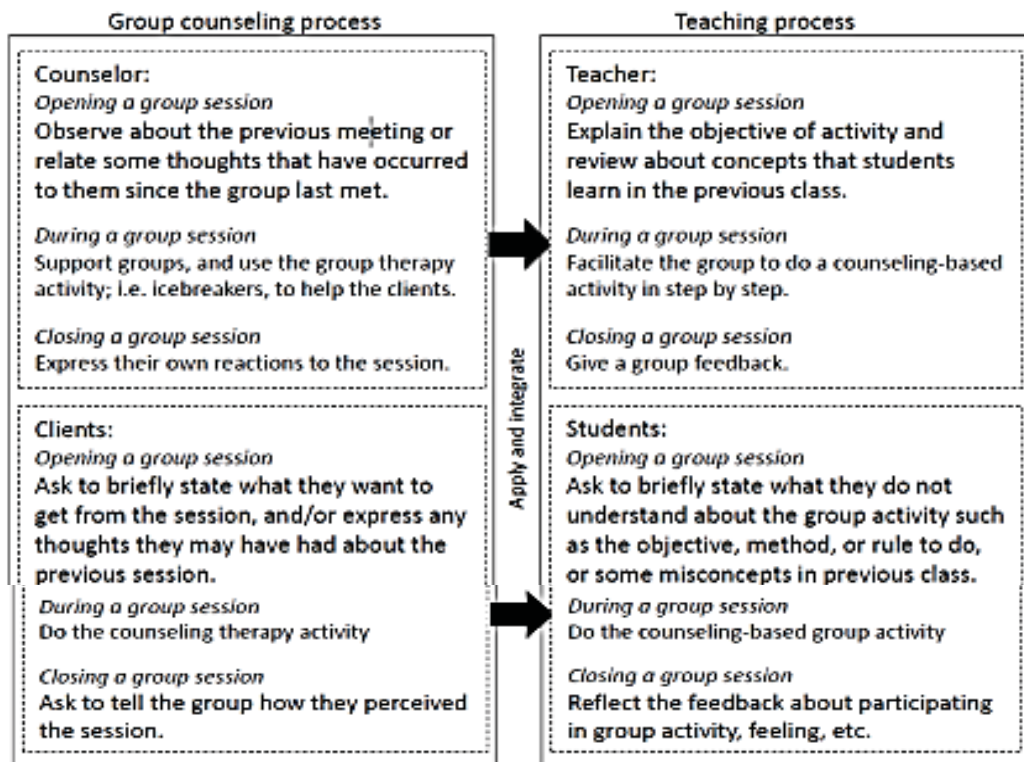 Group counseling process
Counselor:
Opening a group session
Observe about the previous meeting or
relate some thoughts that have occurred
to them since the group last met.
During a group session
Support groups, and use the group therapy
activity; i.e. icebreakers, to help the clients.
Closing a group session
Express their own reactions to the session.
Clients:
Opening a group session
Ask to briefly state what they want to
get from the session, and/or express any
thoughts they may have had about the
previous session.
During a group session
Do the counseling therapy activity
Closing a group session
Ask to tell the group how they perceived
the session.
Apply and integrate
Teaching process
Teacher:
Opening a group session
Explain the objective of activity and
review about concepts that students
learn in the previous class.
During a group session
Facilitate the group to do a counseling-based
activity in step by step.
Closing a group session
Give a group feedback.
Students:
Opening a group session
Ask to briefly state what they do not
understand about the group activity such
as the objective, method, or rule to do,
or some misconcepts in previous class.
During a group session
Do the counseling-based group activity
Closing a group session
Reflect the feedback about participating
in group activity, feeling, etc.